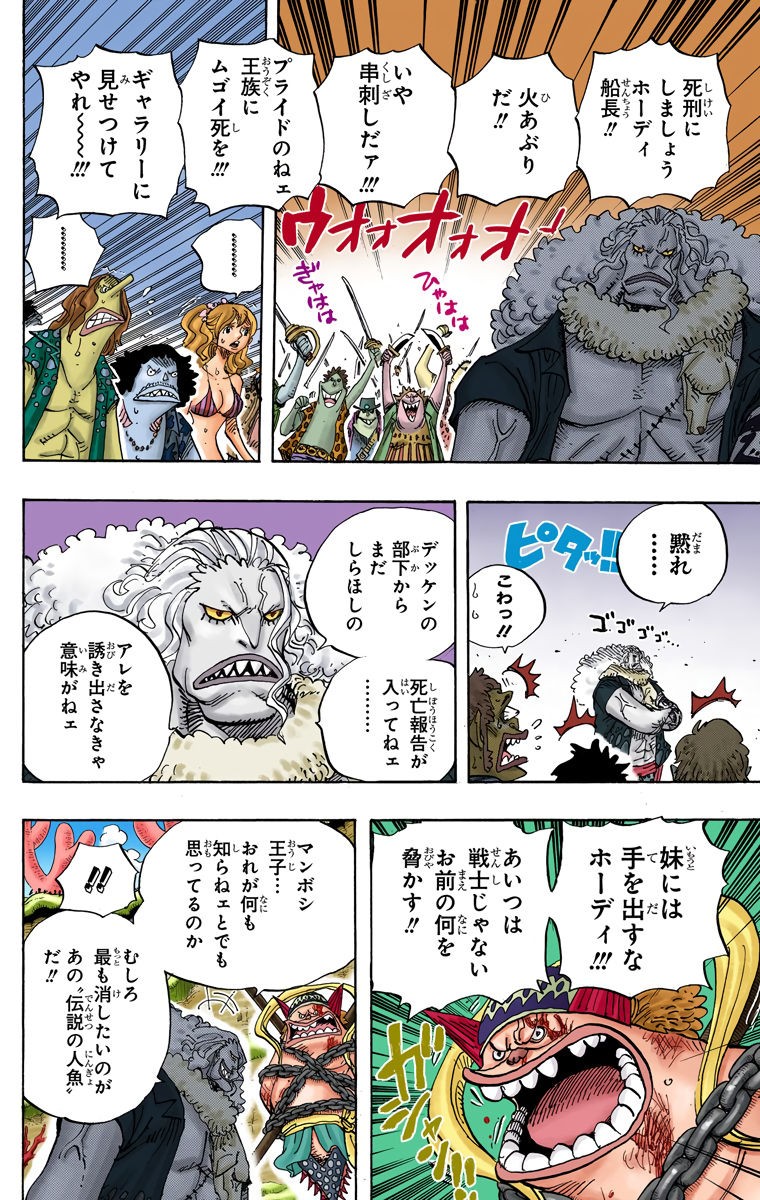 死刑に
しましょう
ホーディ
船長!!
火あぶり
だ!!
いや
串刺しだァ!!!
ウオォオォオォ
ひゃはは
ぎゃはは
プライドのねェ
王族に
ムゴイ死を!!!
ギャラリーに
見せつけて
やれ〜〜〜!!!
…………
…………
黙れ
……
ピタッ!!
こわっ!!
ゴゴゴゴ…
デッケンの
部下から
まだ
しらほしの
死亡報告が
入ってねェ
…………
アレを
誘き出さなきゃ
意味がねェ
妹には
手を出すな
ホーディ!!!
あいつは
戦士じゃない
お前の何を
脅かす!!
マンボシ
王子…
おれが何も
知らねェとでも
思ってるのか
!!
むしろ
最も消したいのが
あの〝伝説の人魚〟
だ!!